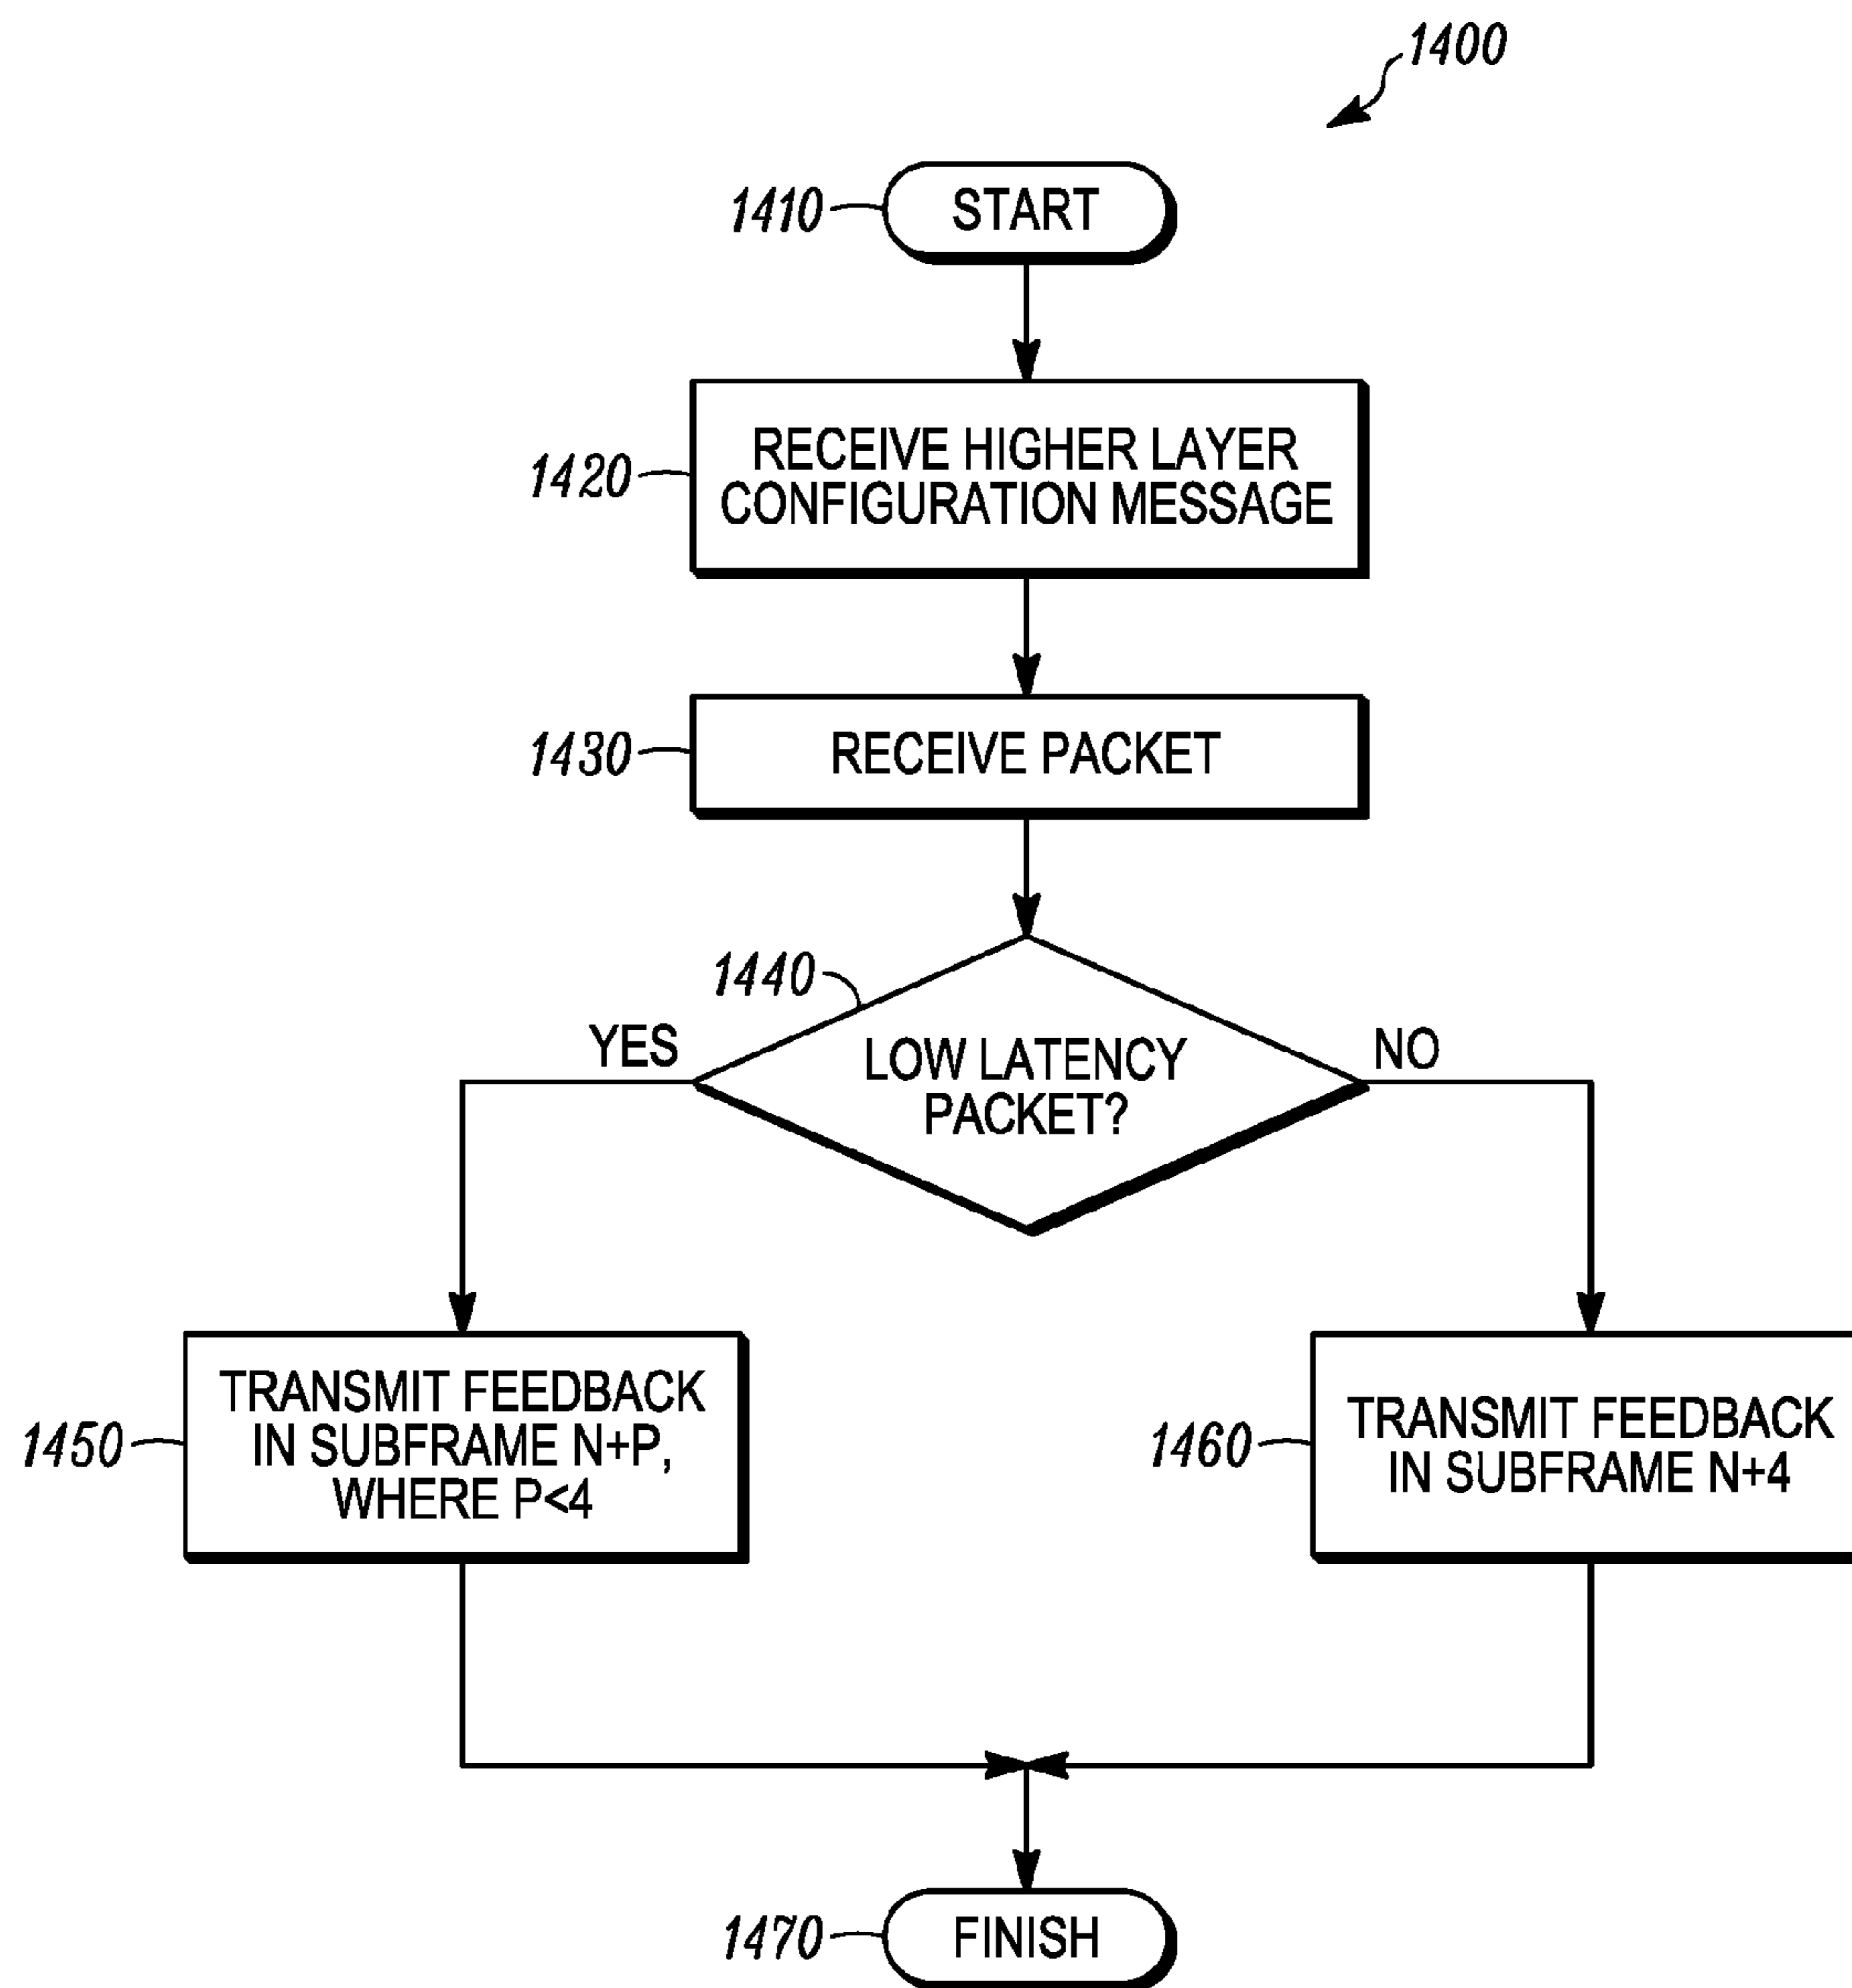 1400
1410
START
1420
RECEIVE HIGHER LAYER
CONFIGURATION MESSAGE
1430
RECEIVE PACKET
1440
YES
LOW LATENCY
PACKET?
NO
1450
TRANSMIT FEEDBACK
IN SUBFRAME N+P,
WHERE P<4
1460
TRANSMIT FEEDBACK
IN SUBFRAME N+4
1470
FINISH